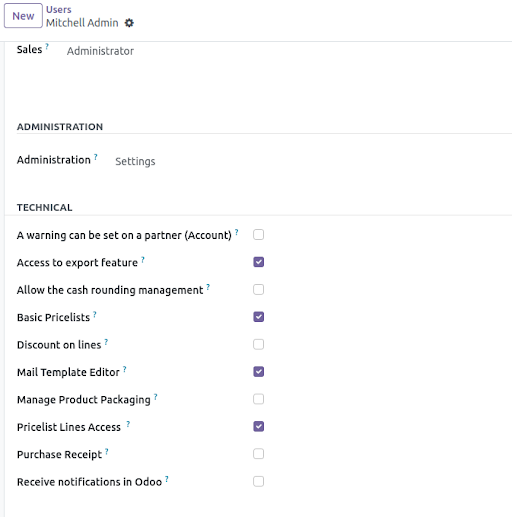 New
Users
Mitchell Admin
Sales ? Administrator
ADMINISTRATION
Administration ? Settings
TECHNICAL
A warning can be set on a partner (Account) ?
Access to export feature ?
Allow the cash rounding management ?
Basic Pricelists ?
Discount on lines ?
Mail Template Editor ?
Manage Product Packaging ?
Pricelist Lines Access ?
Purchase Receipt ?
Receive notifications in Odoo ?